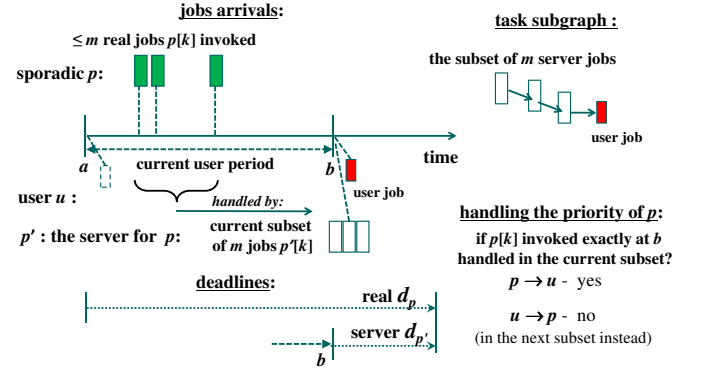 jobs arrivals:
≤ m real jobs p[k] invoked
sporadic p:
a
current user period
b
time
user job
user u :
handled by:
p′ : the server for p:
current subset
of m jobs p′[k]
deadlines:
real dp
server dp′
b
task subgraph :
the subset of m server jobs
user job
handling the priority of p:
if p[k] invoked exactly at b
handled in the current subset?
p → u - yes
u → p - no
(in the next subset instead)